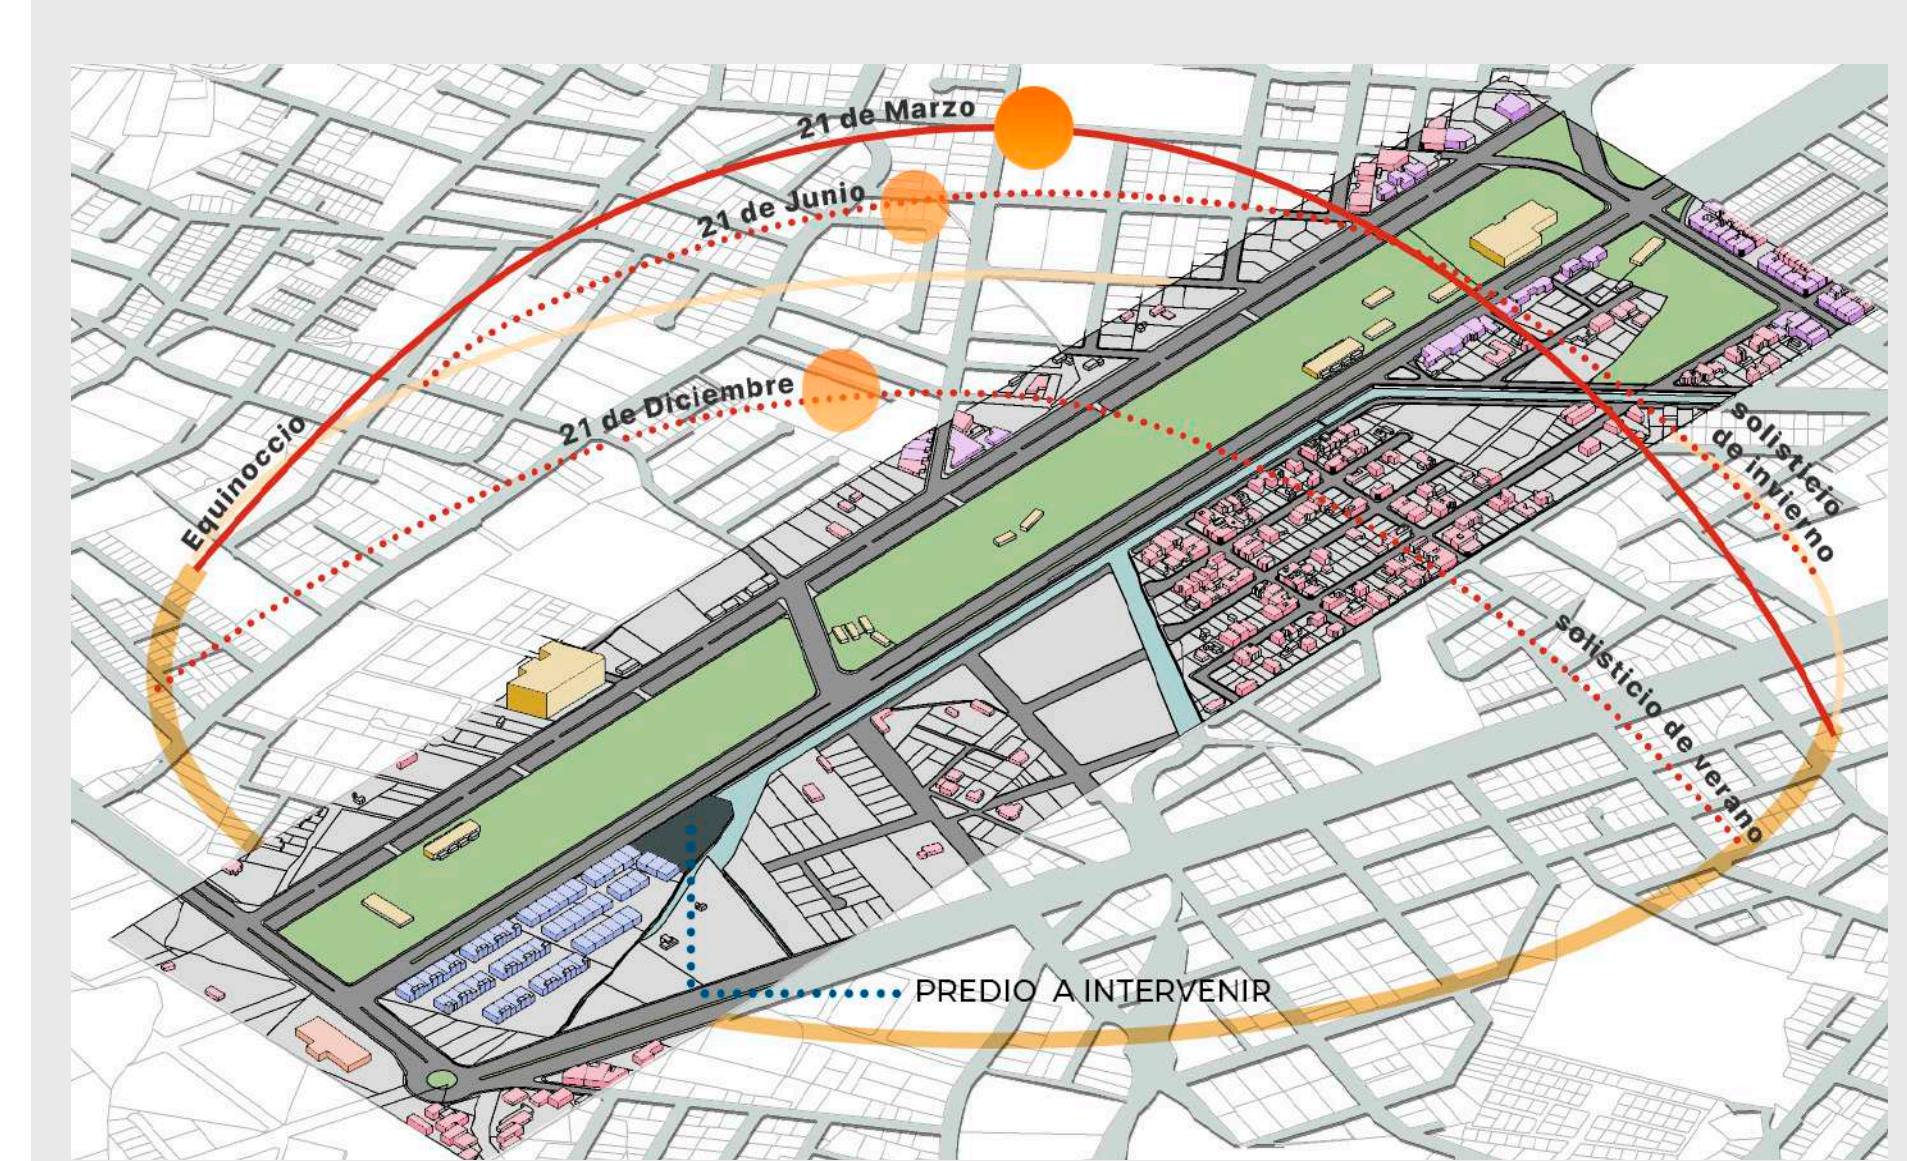 21 de Marzo
21 de Junio
21 de Diciembre
Equinoccio
solisticio
de invierno
solisticio de verano
PREDIO A INTERVENIR